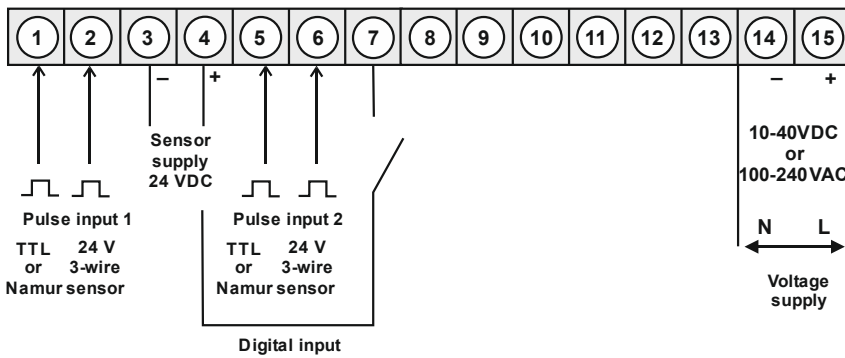 1 2 3 4 5 6 7 8 9 10 11 12 13 14 15
– + – +
Sensor
supply
24 VDC
10-40VDC
or
100-240 VAC
Pulse input 1
TTL 24 V
or 3-wire
Namur sensor
Pulse input 2
TTL 24 V
or 3-wire
Namur sensor
N L
Voltage
supply
Digital input